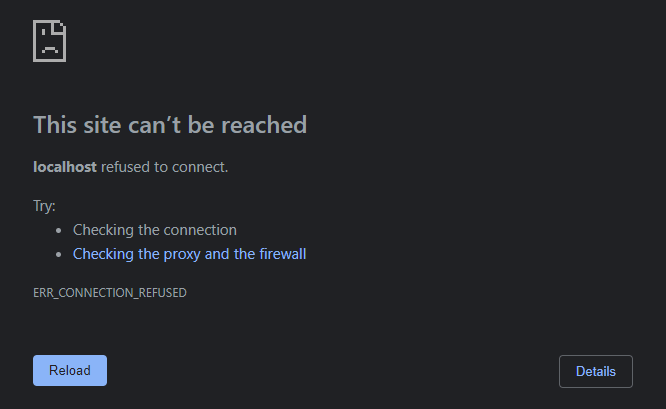 This site can’t be reached
localhost refused to connect.
Try:
Checking the connection
Checking the proxy and the firewall
ERR_CONNECTION_REFUSED
Reload
Details